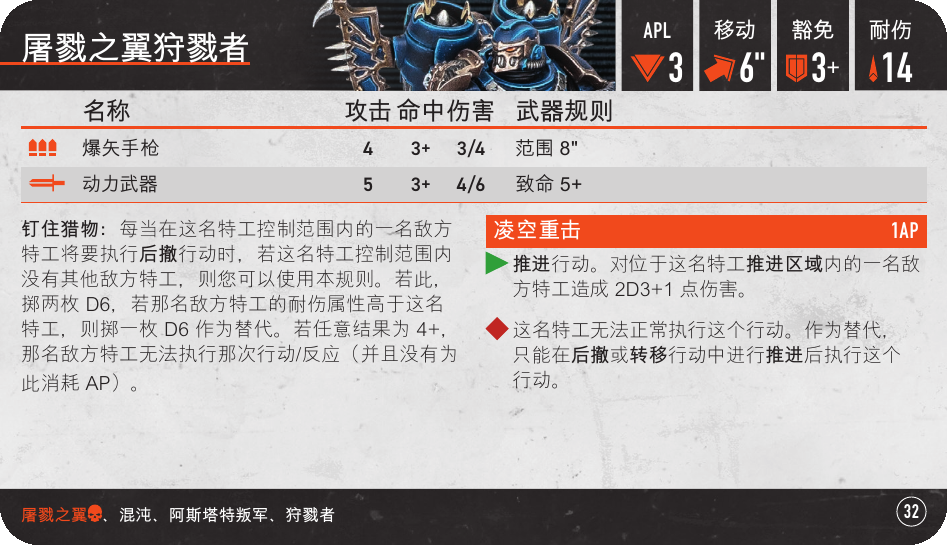 屠戮之翼狩戮者
APL 移动 豁免 耐伤
3 6" 3+ 14
名称 攻击 命中 伤害 武器规则
爆矢手枪 4 3+ 3/4 范围 8"
动力武器 5 3+ 4/6 致命 5+
钉住猎物：每当在这名特工控制范围内的一名敌方
特工将要执行后撤行动时，若这名特工控制范围内
没有其他敌方特工，则您可以使用本规则。若此，
掷两枚 D6，若那名敌方特工的耐伤属性高于这名
特工，则掷一枚 D6 作为替代。若任意结果为 4+，
那名敌方特工无法执行那次行动/反应（并且没有为
此消耗 AP）。
凌空重击 1AP
推进行动。对位于这名特工推进区域内的一名敌
方特工造成 2D3+1 点伤害。
这名特工无法正常执行这个行动。作为替代，
只能在后撤或转移行动中进行推进后执行这个
行动。
屠戮之翼、混沌、阿斯塔特叛军、狩戮者
32